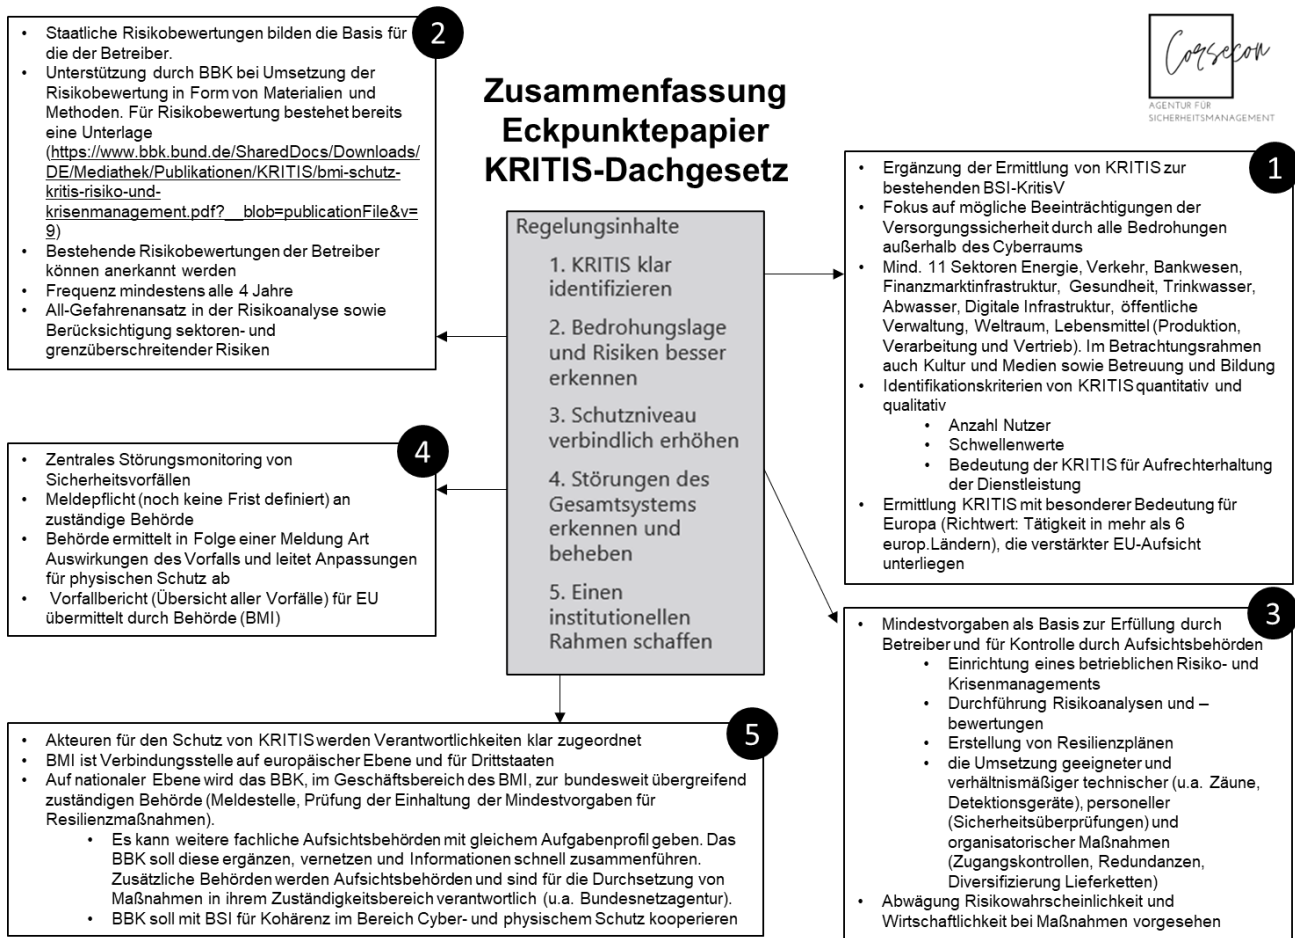 Zusammenfassung
Eckpunktepapier
KRITIS-Dachgesetz
Corsecon
AGENTUR FÜR
SICHERHEITSMANAGEMENT
Regelungsinhalte
1. KRITIS klar
identifizieren
2. Bedrohungslage
und Risiken besser
erkennen
3. Schutzniveau
verbindlich erhöhen
4. Störungen des
Gesamtsystems
erkennen und
beheben
5. Einen
institutionellen
Rahmen schaffen
1
• Ergänzung der Ermittlung von KRITIS zur
bestehenden BSI-KritisV
• Fokus auf mögliche Beeinträchtigungen der
Versorgungssicherheit durch alle Bedrohungen
außerhalb des Cyberraums
• Mind. 11 Sektoren Energie, Verkehr, Bankwesen,
Finanzmarktinfrastruktur, Gesundheit, Trinkwasser,
Abwasser, Digitale Infrastruktur, öffentliche
Verwaltung, Weltraum, Lebensmittel (Produktion,
Verarbeitung und Vertrieb). Im Betrachtungsrahmen
auch Kultur und Medien sowie Betreuung und Bildung
• Identifikationskriterien von KRITIS quantitativ und
qualitativ
• Anzahl Nutzer
• Schwellenwerte
• Bedeutung der KRITIS für Aufrechterhaltung
der Dienstleistung
• Ermittlung KRITIS mit besonderer Bedeutung für
Europa (Richtwert: Tätigkeit in mehr als 6
europ.Ländern), die verstärkter EU-Aufsicht
unterliegen
2
• Staatliche Risikobewertungen bilden die Basis für
die der Betreiber.
• Unterstützung durch BBK bei Umsetzung der
Risikobewertung in Form von Materialien und
Methoden. Für Risikobewertung bestehet bereits
eine Unterlage
(https://www.bbk.bund.de/SharedDocs/Downloads/
DE/Mediathek/Publikationen/KRITIS/bmi-schutz-
kritis-risiko-und-
krisenmanagement.pdf?__blob=publicationFile&v=
9)
• Bestehende Risikobewertungen der Betreiber
können anerkannt werden
• Frequenz mindestens alle 4 Jahre
• All-Gefahrenansatz in der Risikoanalyse sowie
Berücksichtigung sektoren- und
grenzüberschreitender Risiken
3
• Mindestvorgaben als Basis zur Erfüllung durch
Betreiber und für Kontrolle durch Aufsichtsbehörden
• Einrichtung eines betrieblichen Risiko- und
Krisenmanagements
• Durchführung Risikoanalysen und –
bewertungen
• Erstellung von Resilienzplänen
• die Umsetzung geeigneter und
verhältnismäßiger technischer (u.a. Zäune,
Detektionsgeräte), personeller
(Sicherheitsüberprüfungen) und
organisatorischer Maßnahmen
(Zugangskontrollen, Redundanzen,
Diversifizierung Lieferketten)
• Abwägung Risikowahrscheinlichkeit und
Wirtschaftlichkeit bei Maßnahmen vorgesehen
4
• Zentrales Störungsmonitoring von
Sicherheitsvorfällen
• Meldepflicht (noch keine Frist definiert) an
zuständige Behörde
• Behörde ermittelt in Folge einer Meldung Art
Auswirkungen des Vorfalls und leitet Anpassungen
für physischen Schutz ab
• Vorfallbericht (Übersicht aller Vorfälle) für EU
übermittelt durch Behörde (BMI)
5
• Akteuren für den Schutz von KRITIS werden Verantwortlichkeiten klar zugeordnet
• BMI ist Verbindungsstelle auf europäischer Ebene und für Drittstaaten
• Auf nationaler Ebene wird das BBK, im Geschäftsbereich des BMI, zur bundesweit übergreifend
zuständigen Behörde (Meldestelle, Prüfung der Einhaltung der Mindestvorgaben für
Resilienzmaßnahmen).
• Es kann weitere fachliche Aufsichtsbehörden mit gleichem Aufgabenprofil geben. Das
BBK soll diese ergänzen, vernetzen und Informationen schnell zusammenführen.
Zusätzliche Behörden werden Aufsichtsbehörden und sind für die Durchsetzung von
Maßnahmen in ihrem Zuständigkeitsbereich verantwortlich (u.a. Bundesnetzagentur).
• BBK soll mit BSI für Kohärenz im Bereich Cyber- und physischem Schutz kooperieren